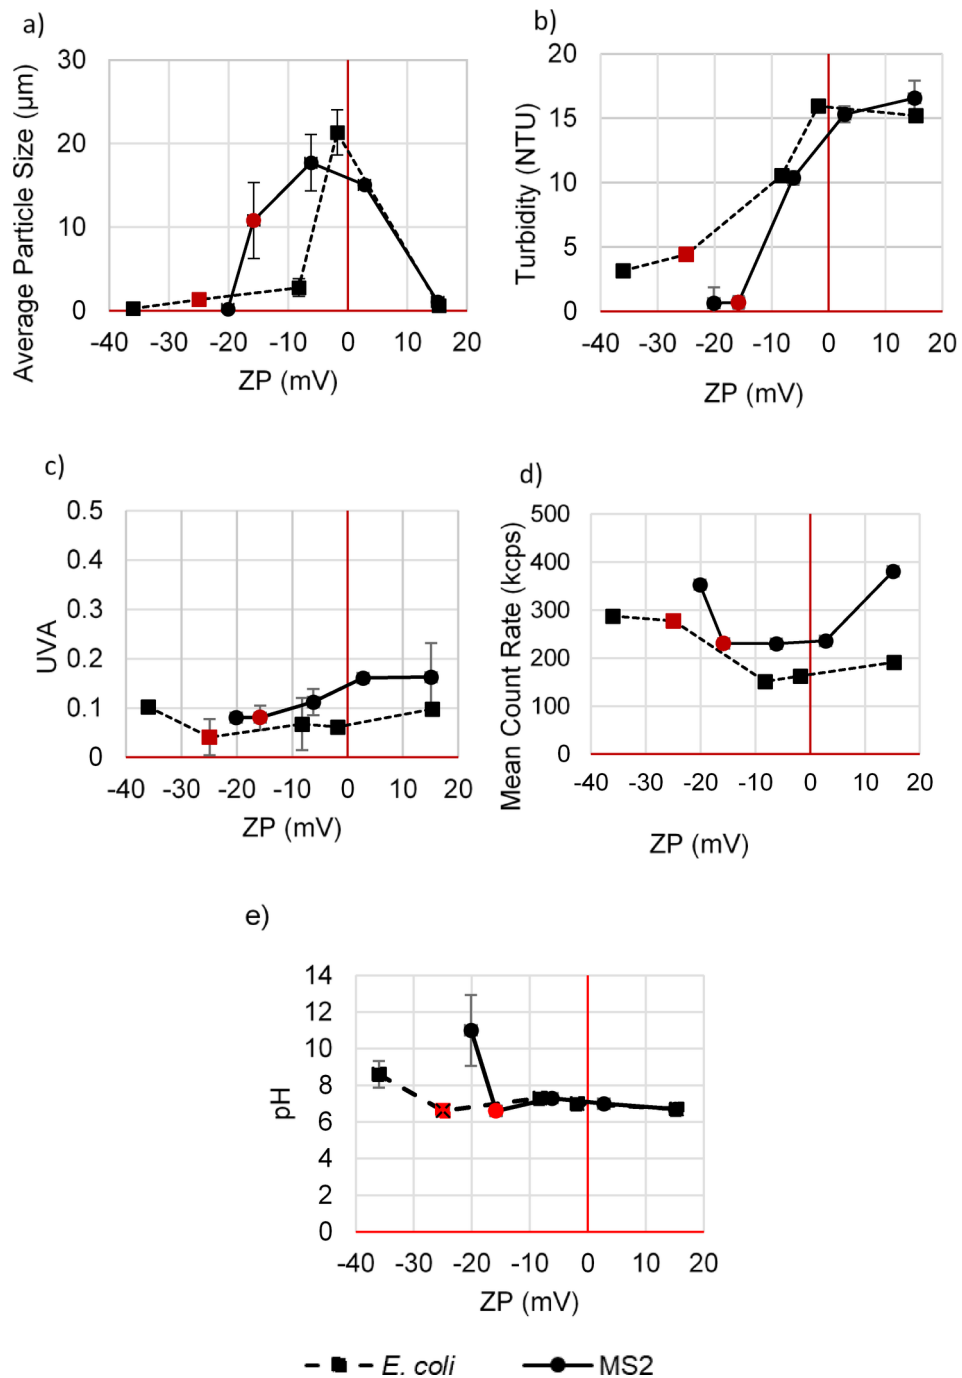 a)
Average Particle Size (µm)
30
20
10
0
-40 -30 -20 -10 0 10 20
ZP (mV)
b)
Turbidity (NTU)
20
15
10
5
0
-40 -30 -20 -10 0 10 20
ZP (mV)
c)
UVA
0.5
0.4
0.3
0.2
0.1
0
-40 -30 -20 -10 0 10 20
ZP (mV)
d)
Mean Count Rate (kcps)
500
400
300
200
100
0
-40 -30 -20 -10 0 10 20
ZP (mV)
e)
pH
14
12
10
8
6
4
2
0
-40 -30 -20 -10 0 10 20
ZP (mV)
E. coli MS2